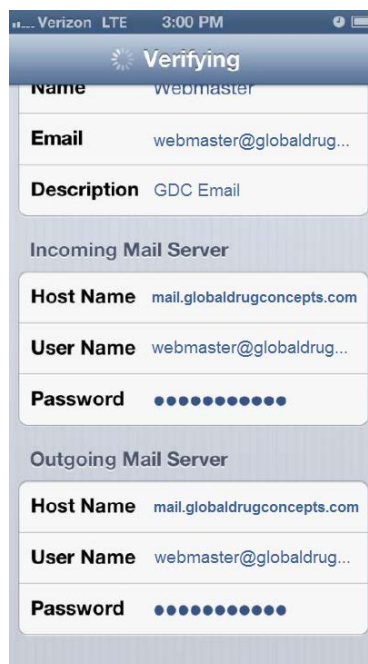 Verizon LTE 3:00 PM
Verifying
Name Webmaster
Email webmaster@globaldrug...
Description GDC Email
Incoming Mail Server
Host Name mail.globaldrugconcepts.com
User Name webmaster@globaldrug...
Password ●●●●●●●●●●●
Outgoing Mail Server
Host Name mail.globaldrugconcepts.com
User Name webmaster@globaldrug...
Password ●●●●●●●●●●●